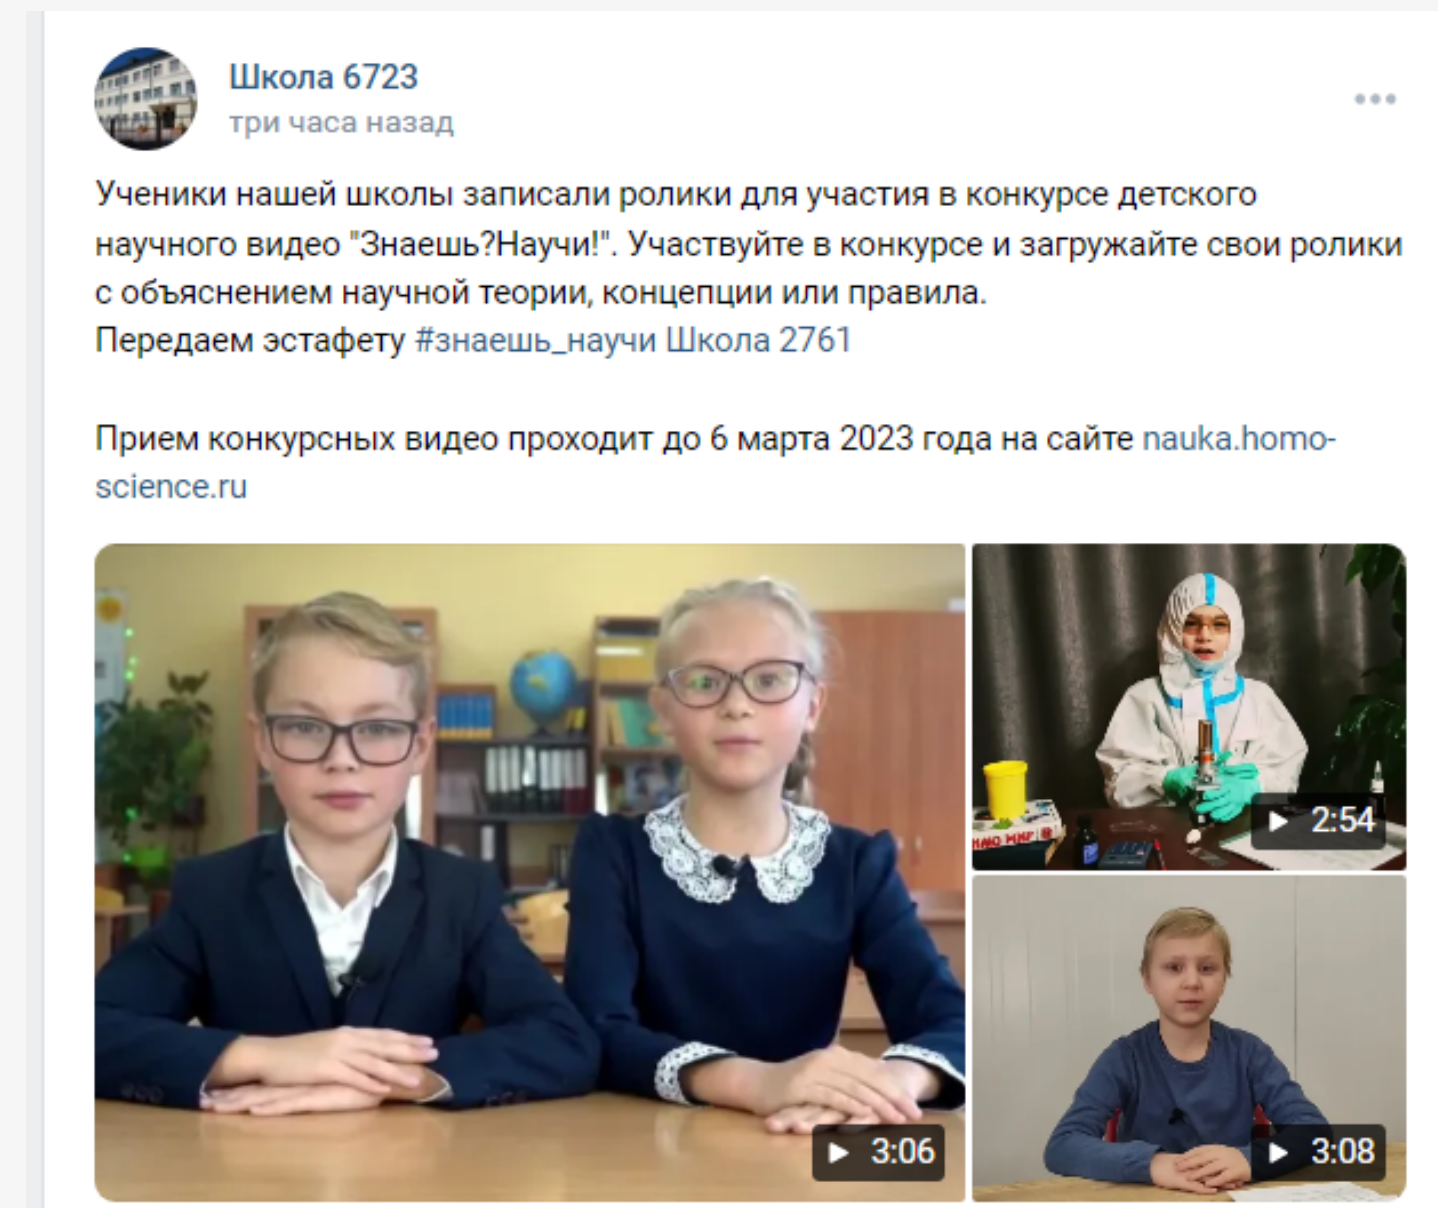 Школа 6723
три часа назад
Ученики нашей школы записали ролики для участия в конкурсе детского
научного видео "Знаешь?Научи!". Участвуйте в конкурсе и загружайте свои ролики
с объяснением научной теории, концепции или правила.
Передаем эстафету #знаешь_научи Школа 2761
Прием конкурсных видео проходит до 6 марта 2023 года на сайте nauka.homo-
science.ru
МИР
2:54
3:06
3:08